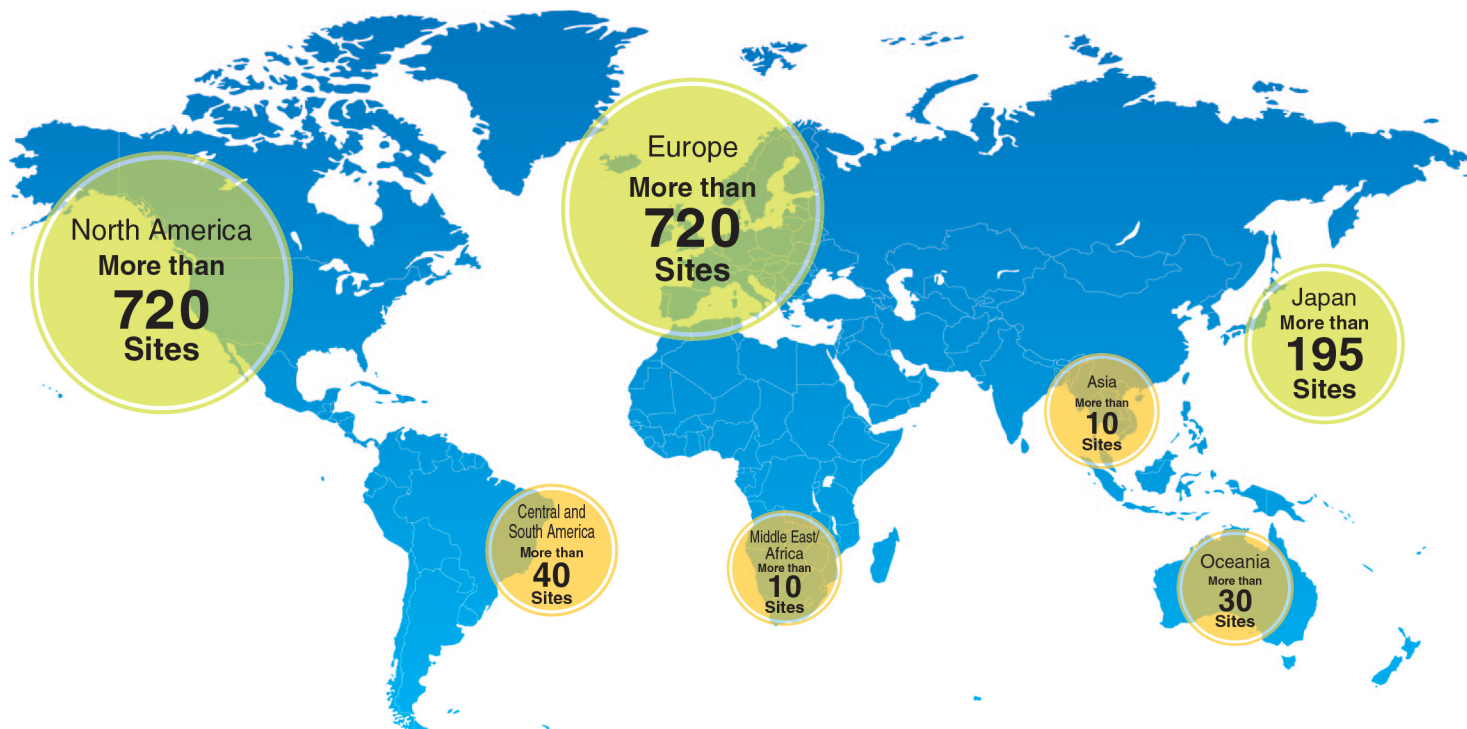 Europe
More than
720
Sites
North America
More than
720
Sites
Japan
More than
195
Sites
Asia
More than
10
Sites
Central and
South America
More than
40
Sites
Middle East/
Africa
More than
10
Sites
Oceania
More than
30
Sites